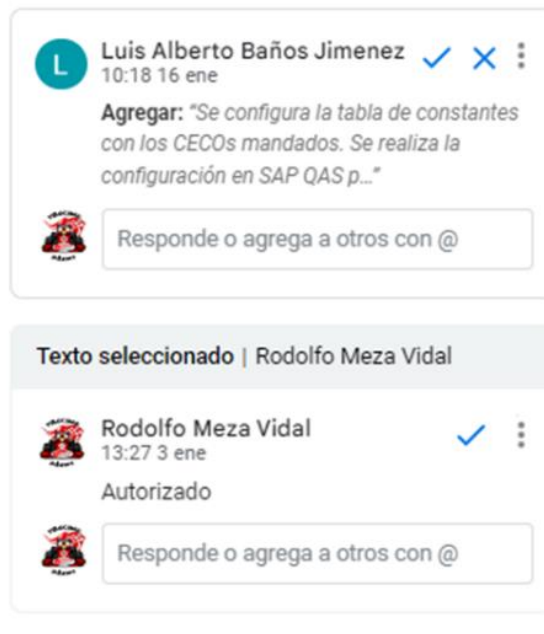 L
Luis Alberto Baños Jimenez
10:18 16 ene
Agregar: "Se configura la tabla de constantes
con los CECOs mandados. Se realiza la
configuración en SAP QAS p..."
Responde o agrega a otros con @
Texto seleccionado | Rodolfo Meza Vidal
Rodolfo Meza Vidal
13:27 3 ene
Autorizado
Responde o agrega a otros con @